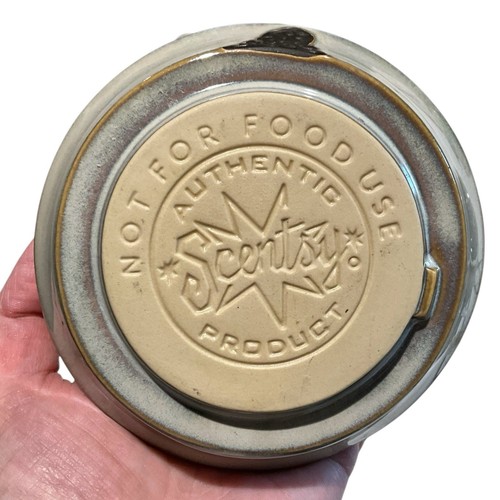 NOT FOR FOOD USE
AUTHENTIC
Scentsy
PRODUCT